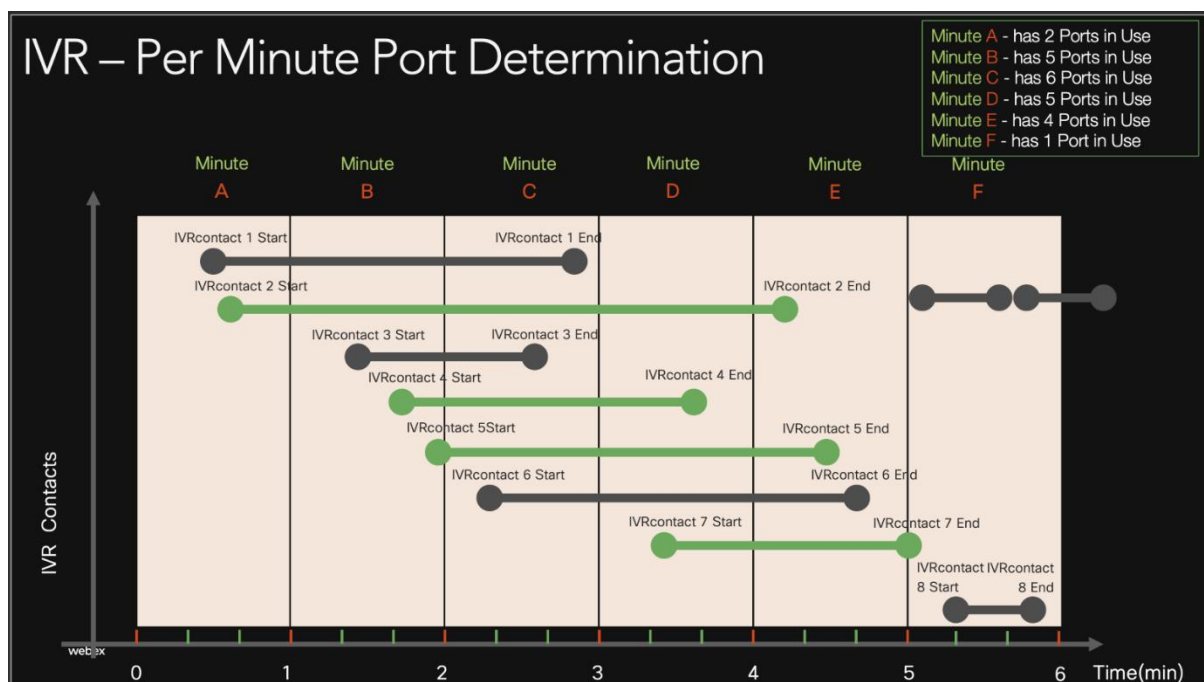 IVR – Per Minute Port Determination
Minute A - has 2 Ports in Use
Minute B - has 5 Ports in Use
Minute C - has 6 Ports in Use
Minute D - has 5 Ports in Use
Minute E - has 4 Ports in Use
Minute F - has 1 Port in Use
Minute Minute Minute Minute Minute Minute
A B C D E F
IVRcontact 1 Start IVRcontact 1 End
IVRcontact 2 Start IVRcontact 2 End
IVRcontact 3 Start IVRcontact 3 End
IVRcontact 4 Start IVRcontact 4 End
IVRcontact 5Start IVRcontact 5 End
IVRcontact 6 Start IVRcontact 6 End
IVRcontact 7 Start IVRcontact 7 End
IVRcontact IVRcontact
8 Start 8 End
IVR Contacts
webex
0 1 2 3 4 5 6 Time(min)